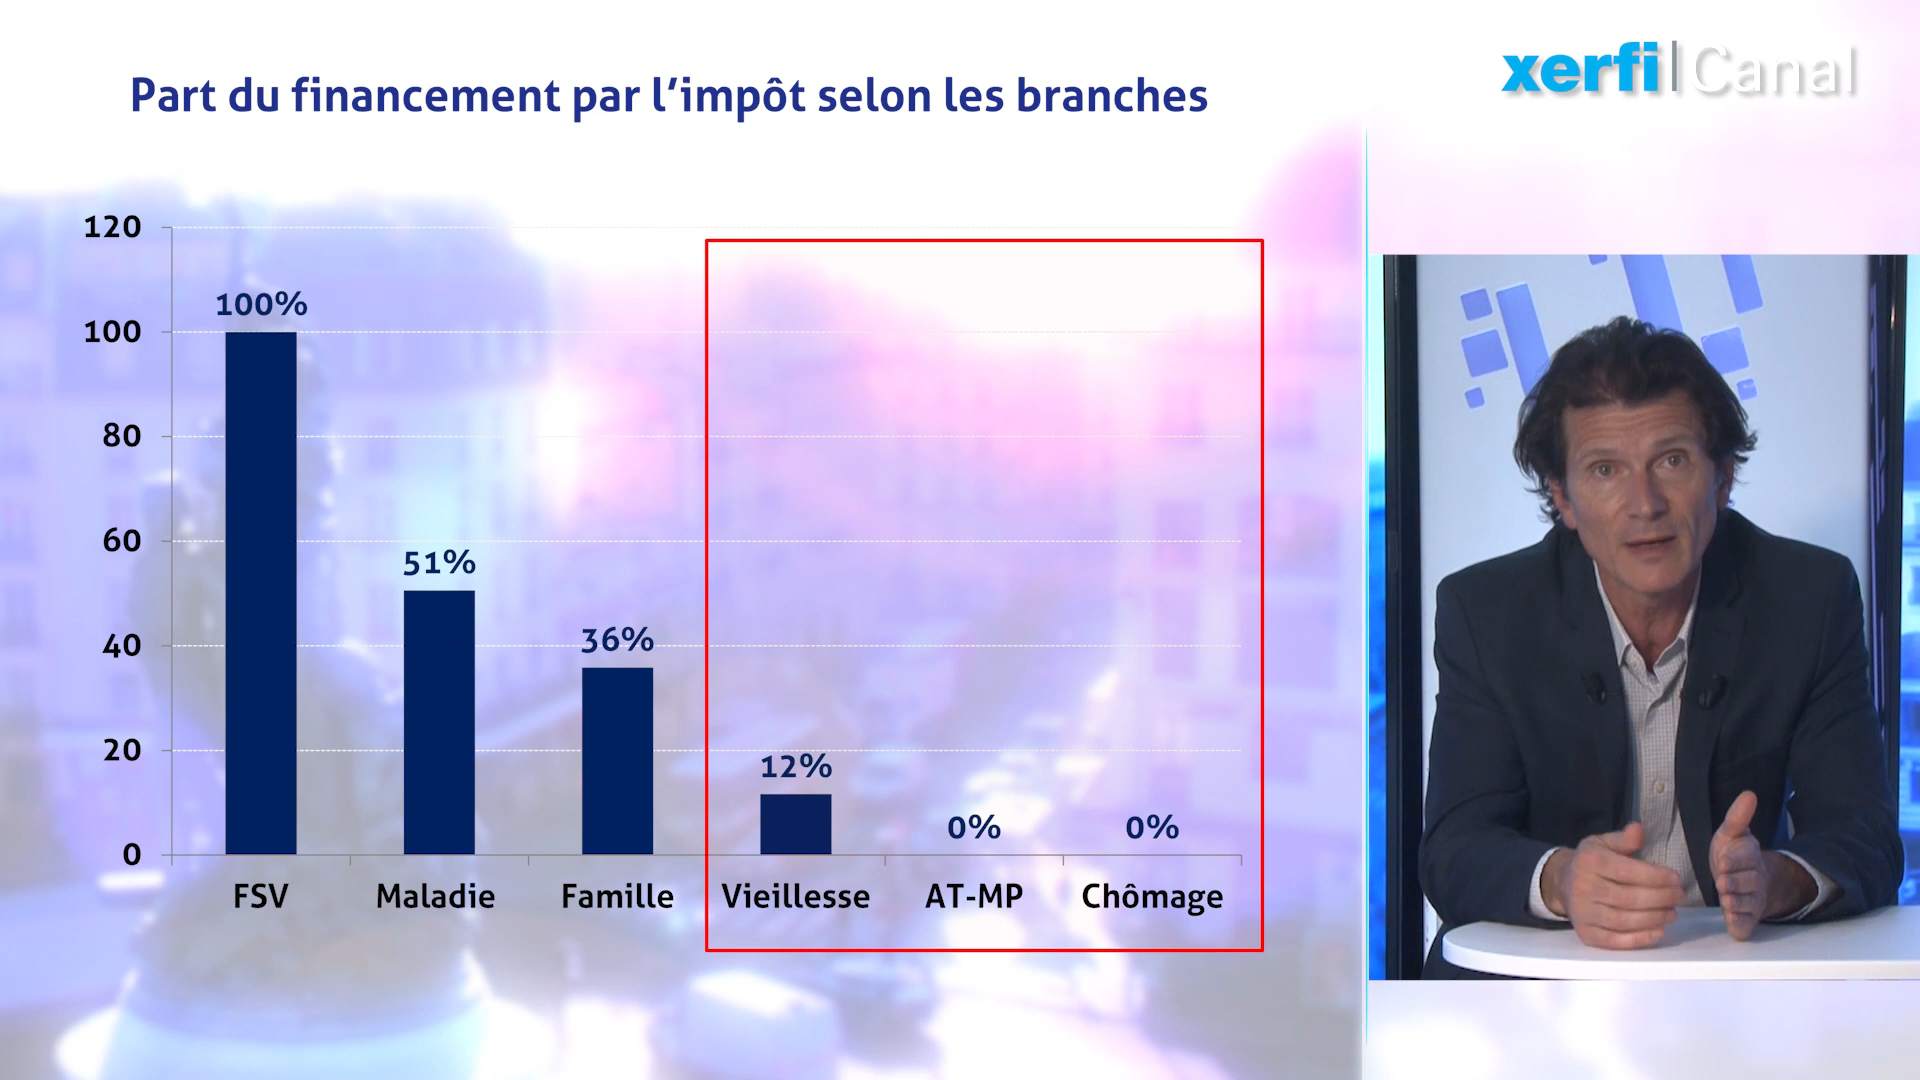 Part du financement par l’impôt selon les branches
xerfi Canal
120
100
80
60
40
20
0
100%
51%
36%
12%
0%
0%
FSV
Maladie
Famille
Vieillesse
AT-MP
Chômage